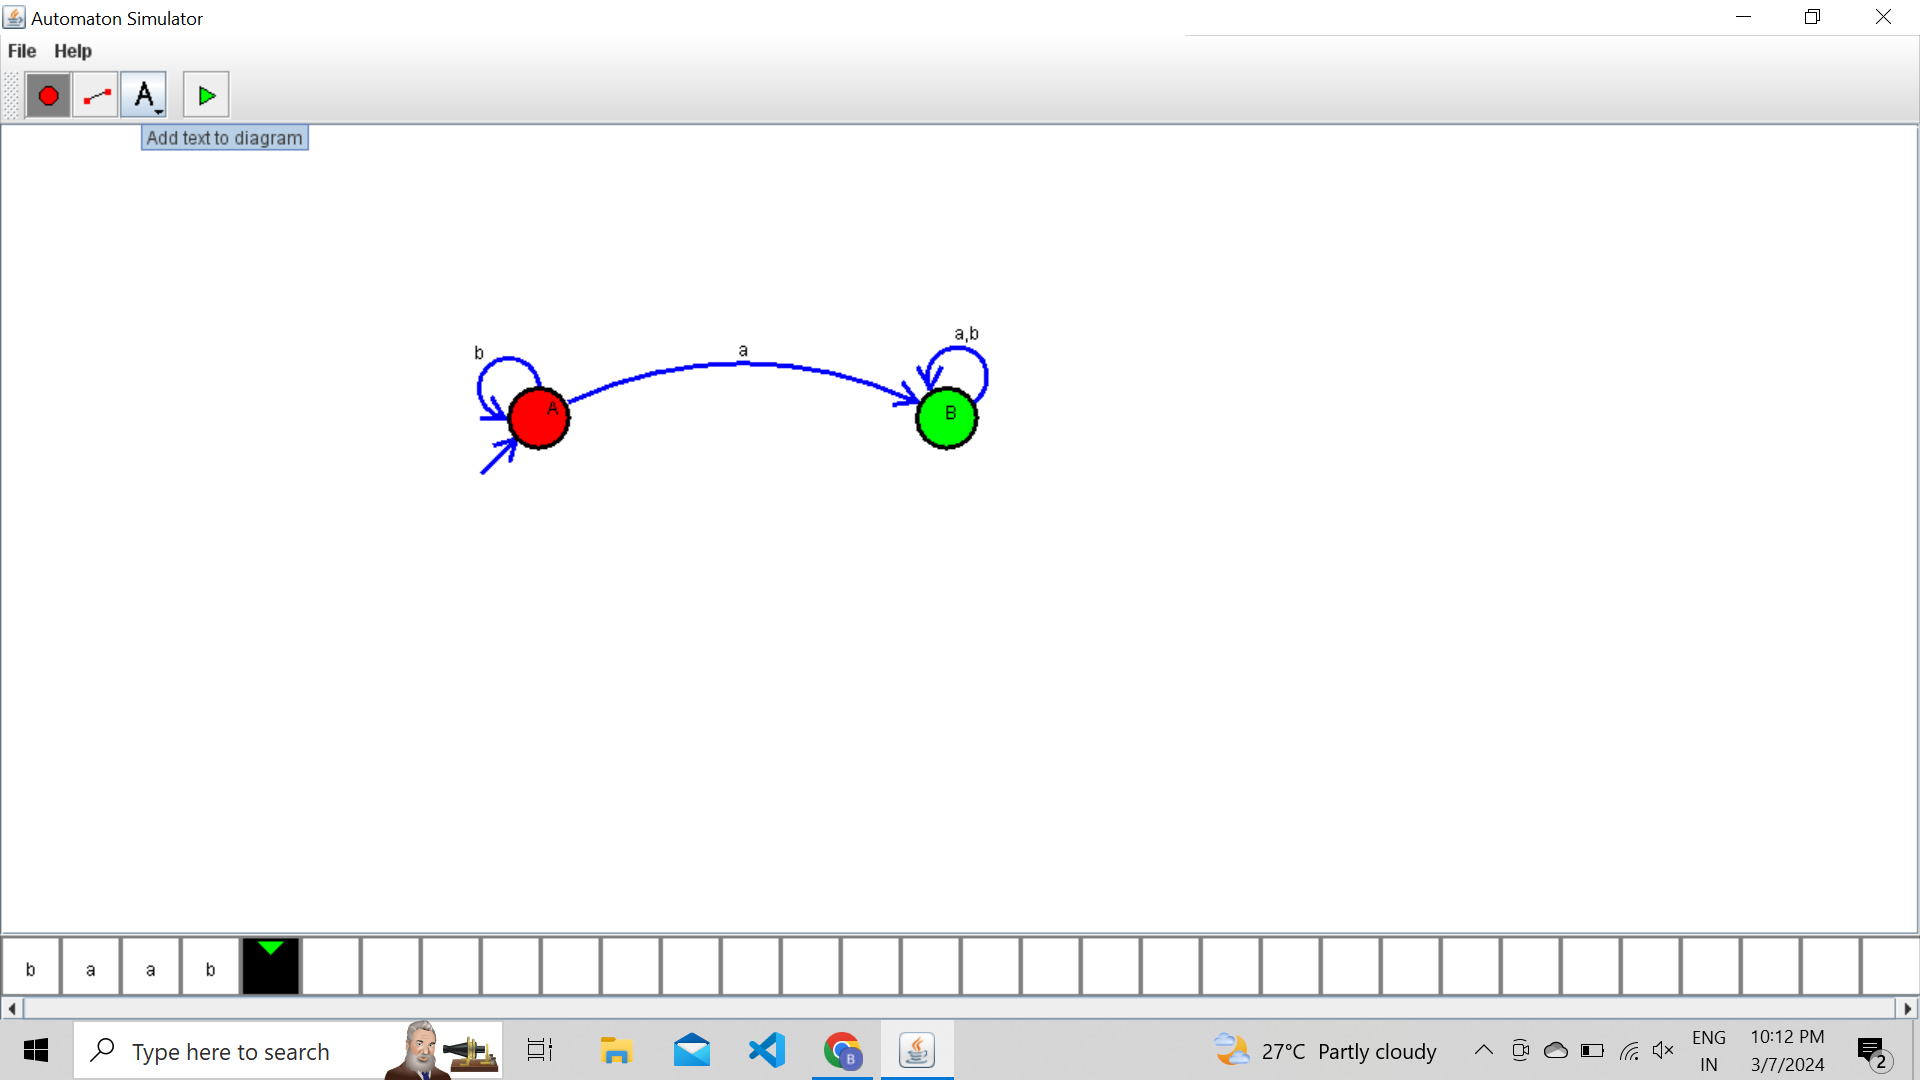 Automaton Simulator
File Help
A
Add text to diagram
b
a
a,b
A
B
b a a b
Type here to search
B
27°C Partly cloudy
ENG
IN
10:12 PM
3/7/2024
2